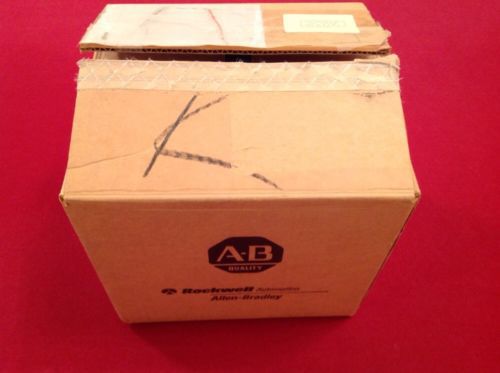 K
A-B
QUALITY
Rockwell Automation
Allen-Bradley